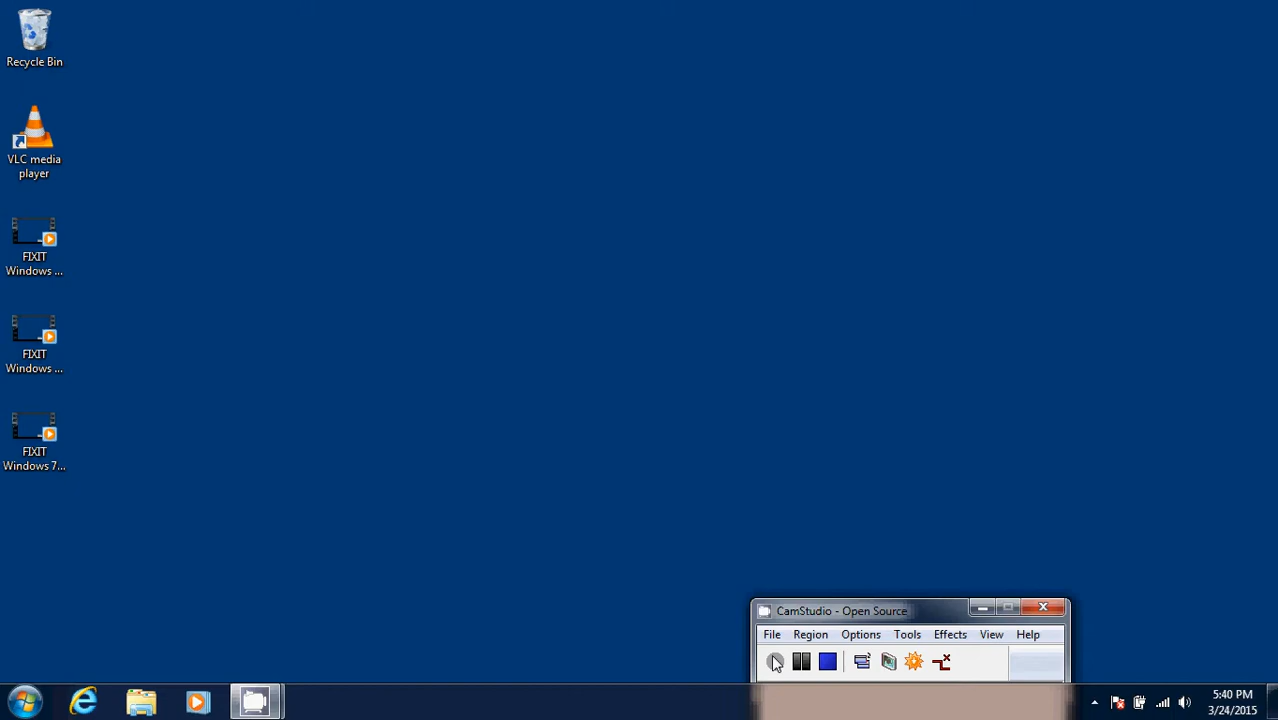 Recycle Bin
VLC media
player
FIXIT
Windows ...
FIXIT
Windows ...
FIXIT
Windows 7...
CamStudio - Open Source
File Region Options Tools Effects View Help
5:40 PM
3/24/2015